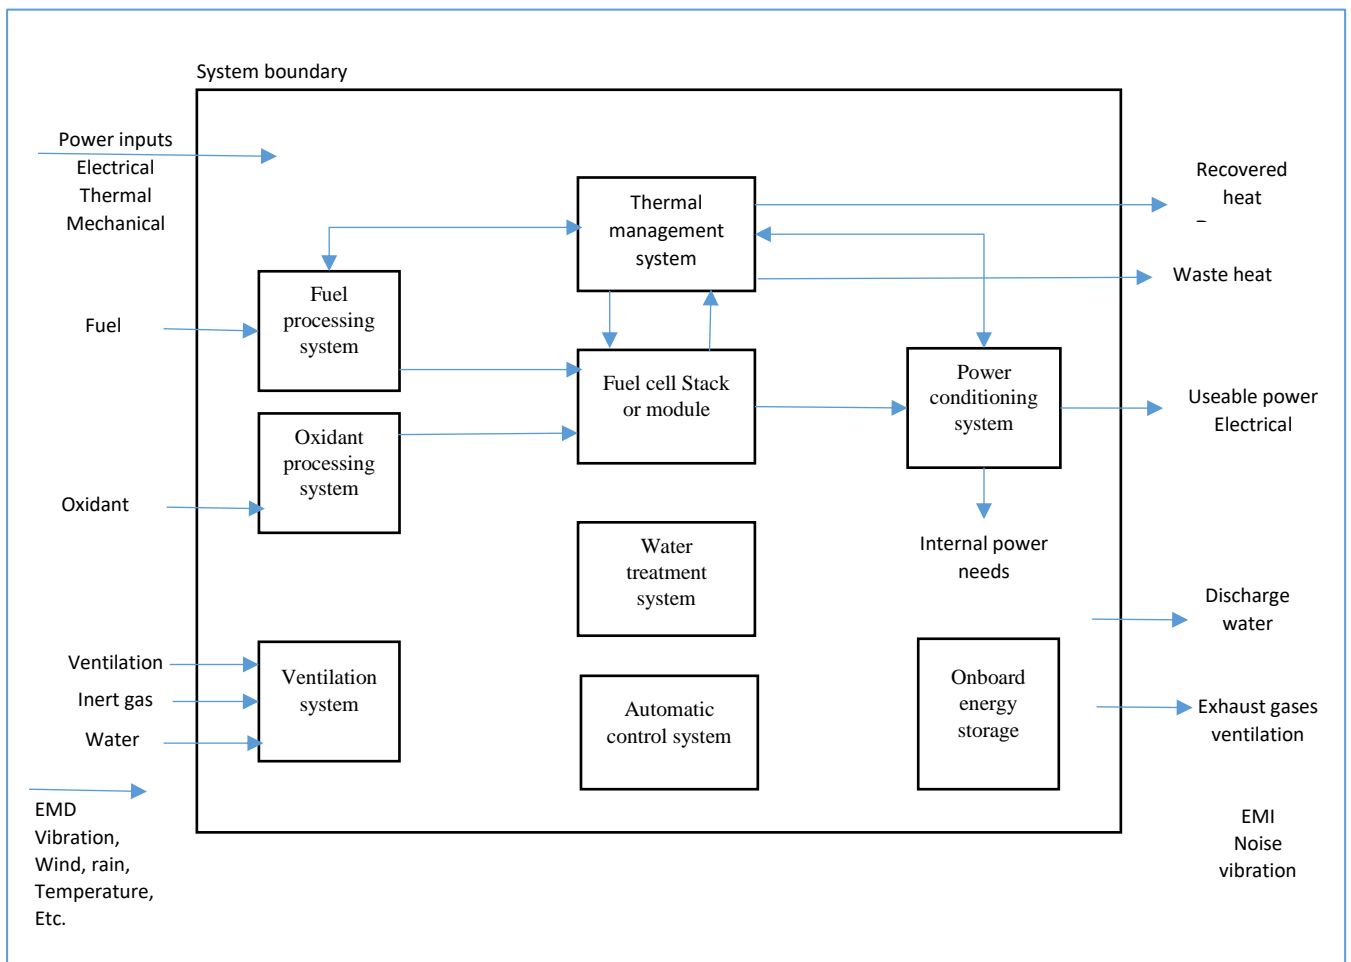 System boundary
Power inputs
Electrical
Thermal
Mechanical
Recovered
heat
Thermal
management
system
Waste heat
Fuel
Fuel
processing
system
Fuel cell Stack
or module
Power
conditioning
system
Useable power
Electrical
Oxidant
Oxidant
processing
system
Water
treatment
system
Internal power
needs
Discharge
water
Ventilation
Inert gas
Water
Ventilation
system
Automatic
control system
Onboard
energy
storage
Exhaust gases
ventilation
EMD
Vibration,
Wind, rain,
Temperature,
Etc.
EMI
Noise
vibration